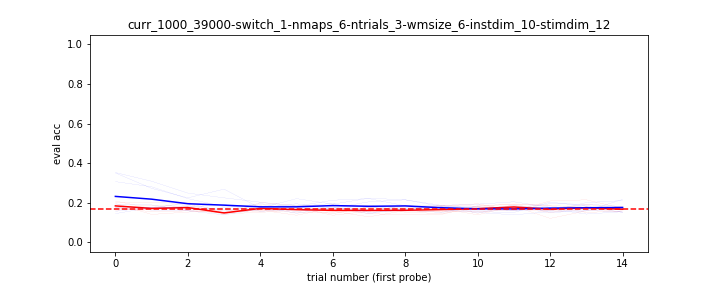 curr_1000_39000-switch_1-nmaps_6-ntrials_3-wmsize_6-instdim_10-stimdim_12
eval acc
1.0
0.8
0.6
0.4
0.2
0.0
0 2 4 6 8 10 12 14
trial number (first probe)